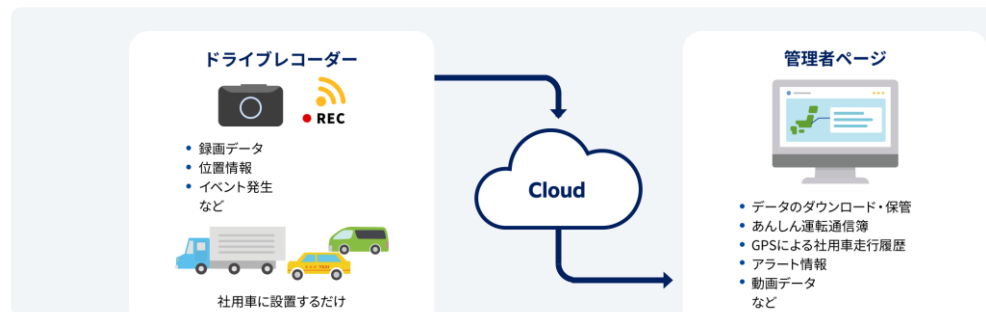 ドライブレコーダー
REC
・録画データ
・位置情報
・イベント発生
など
社用車に設置するだけ
Cloud
管理者ページ
・データのダウンロード・保管
・あんしん運転通信簿
・GPSによる社用車走行履歴
・アラート情報
・動画データ
など